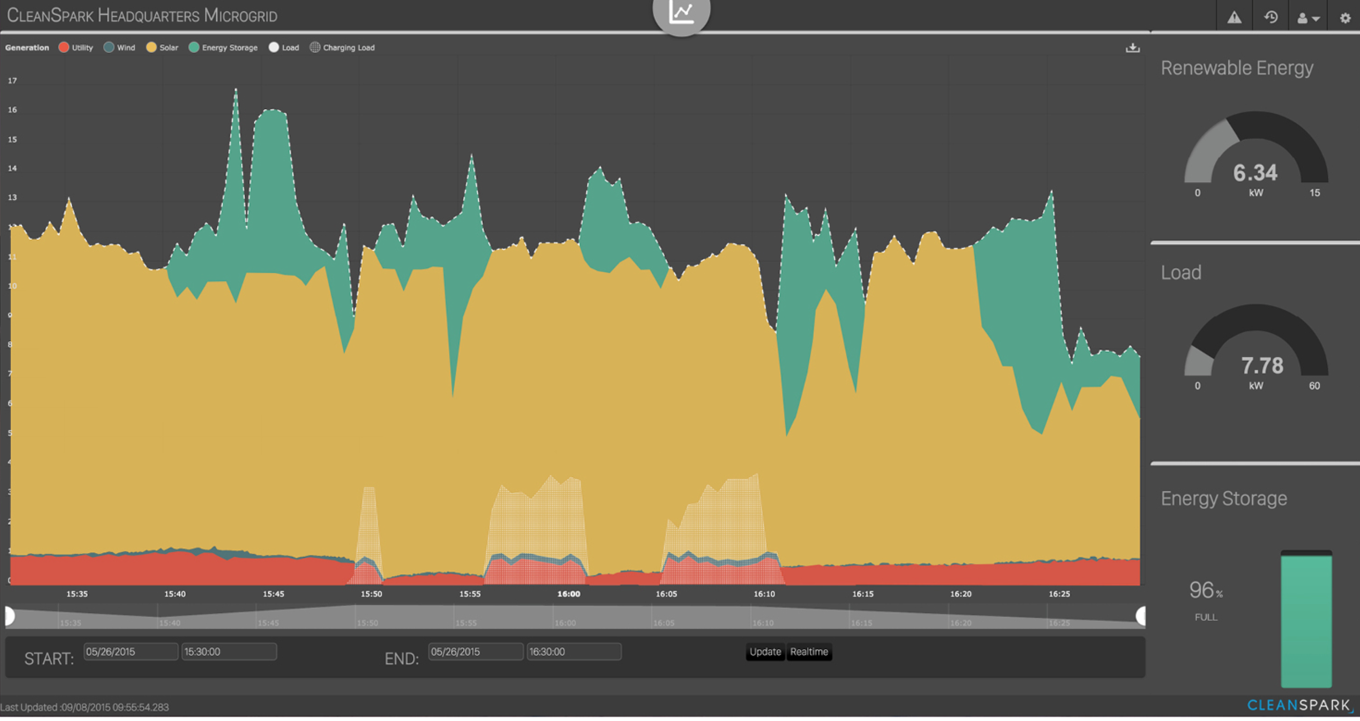 CleanSpark Headquarters Microgrid
Generation Utility Wind Solar Energy Storage Load Charging Load
17
16
15
14
13
12
11
10
9
8
7
6
5
4
3
2
1
0
15:35 15:40 15:45 15:50 15:55 16:00 16:05 16:10 16:15 16:20 16:25
15:35 15:40 15:45 15:50 15:55 16:00 16:05 16:10 16:15 16:20 16:25
START: 05/26/2015 15:30:00 END: 05/26/2015 16:30:00 Update Realtime
Last Updated :09/08/2015 09:55:54.283
Renewable Energy
6.34
0 kW 15
Load
7.78
0 kW 60
Energy Storage
96%
FULL
CLEANSPARK